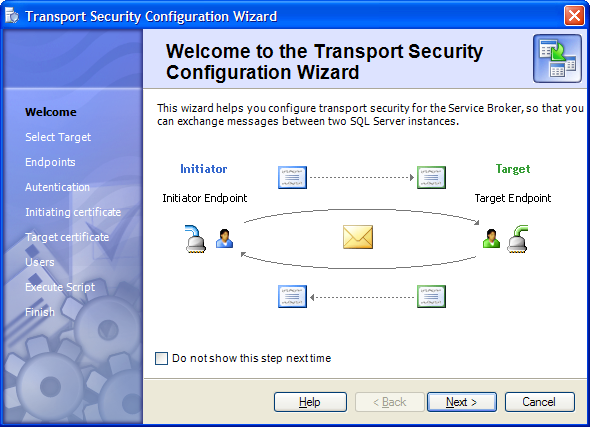 Transport Security Configuration Wizard
Welcome to the Transport Security
Configuration Wizard
Welcome
Select Target
Endpoints
Autentication
Initiating certificate
Target certificate
Users
Execute Script
Finish
This wizard helps you configure transport security for the Service Broker, so that you
can exchange messages between two SQL Server instances.
Initiator
Target
Initiator Endpoint
Target Endpoint
Do not show this step next time
Help
< Back
Next >
Cancel